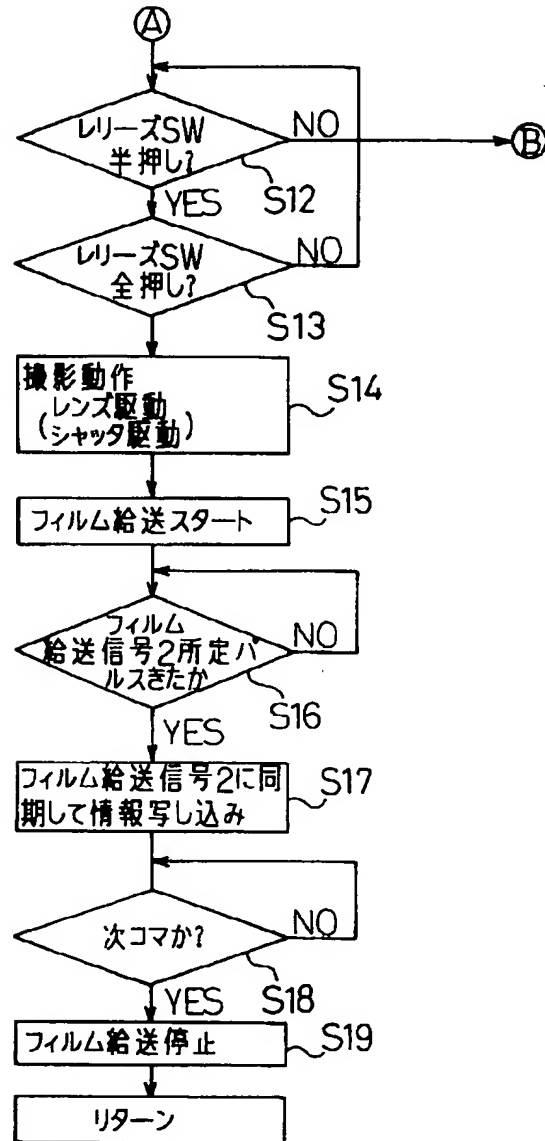 A
レリーズSW
半押し?
NO
B
S12
YES
レリーズSW
全押し?
NO
S13
撮影動作
(レンズ駆動
シャッタ駆動)
S14
フィルム給送スタート
S15
フィルム
給送信号2所定パ
ルスきたか
NO
S16
YES
フィルム給送信号2に同
期して情報写し込み
S17
次コマか?
NO
S18
YES
フィルム給送停止
S19
リターン